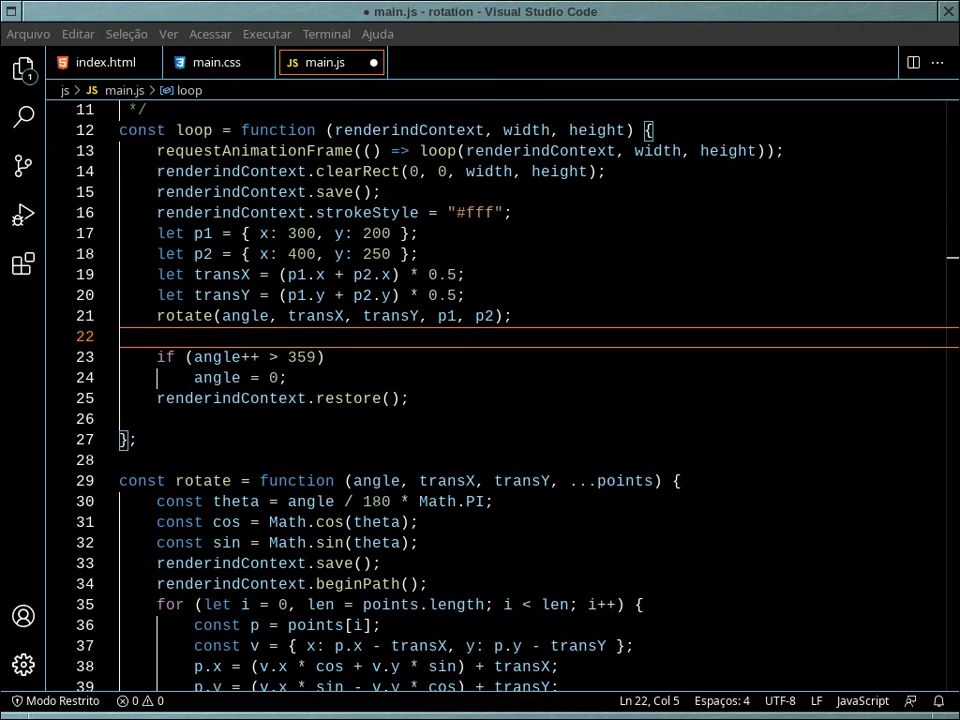 ● main.js - rotation - Visual Studio Code
Arquivo Editar Seleção Ver Acessar Executar Terminal Ajuda
index.html main.css JS main.js ● ···
1
js > JS main.js > loop
11 */
12 const loop = function (renderindContext, width, height) {
13 requestAnimationFrame(() => loop(renderindContext, width, height));
14 renderindContext.clearRect(0, 0, width, height);
15 renderindContext.save();
16 renderindContext.strokeStyle = "#fff";
17 let p1 = { x: 300, y: 200 };
18 let p2 = { x: 400, y: 250 };
19 let transX = (p1.x + p2.x) * 0.5;
20 let transY = (p1.y + p2.y) * 0.5;
21 rotate(angle, transX, transY, p1, p2);
22
23 if (angle++ > 359)
24 angle = 0;
25 renderindContext.restore();
26
27 };
28
29 const rotate = function (angle, transX, transY, ...points) {
30 const theta = angle / 180 * Math.PI;
31 const cos = Math.cos(theta);
32 const sin = Math.sin(theta);
33 renderindContext.save();
34 renderindContext.beginPath();
35 for (let i = 0, len = points.length; i < len; i++) {
36 const p = points[i];
37 const v = { x: p.x - transX, y: p.y - transY };
38 p.x = (v.x * cos + v.y * sin) + transX;
39 p.y = (v.x * sin - v.y * cos) + transY;
Modo Restrito 0 0 Ln 22, Col 5 Espaços: 4 UTF-8 LF JavaScript